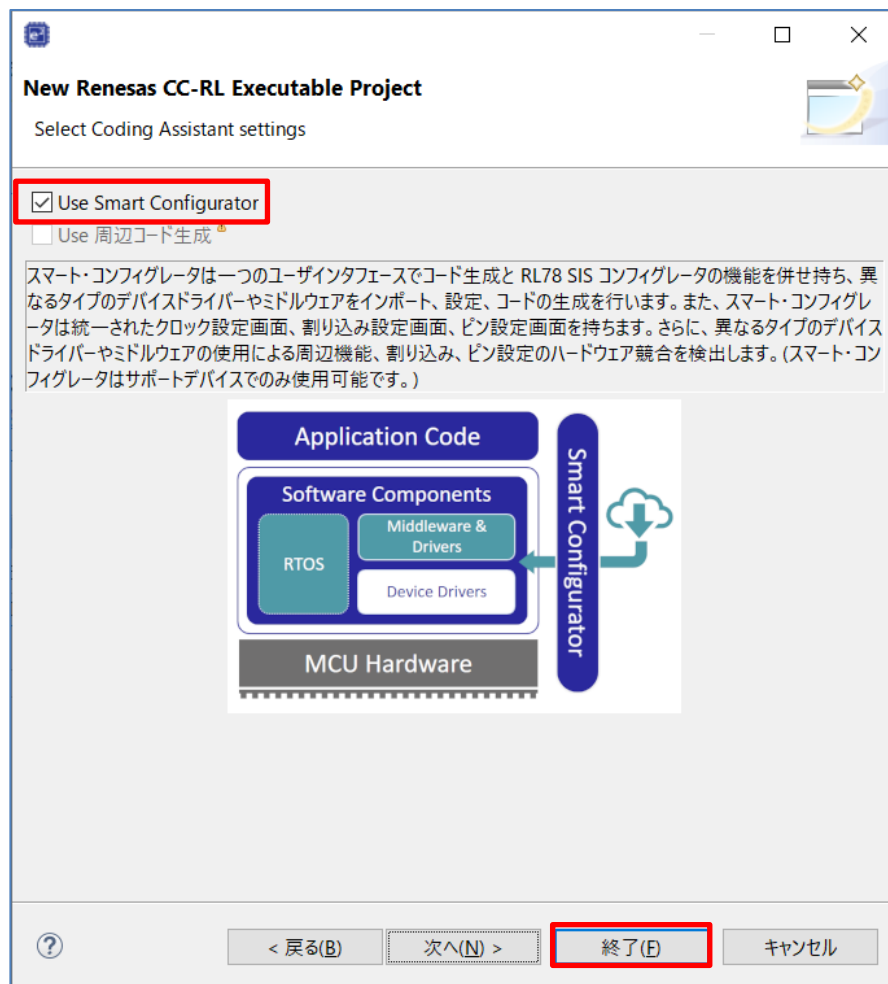 New Renesas CC-RL Executable Project
Select Coding Assistant settings
Use Smart Configurator
Use 周辺コード生成
スマート・コンフィグレータは一つのユーザインタフェースでコード生成と RL78 SIS コンフィグレータの機能を併せ持ち、異
なるタイプのデバイスドライバーやミドルウェアをインポート、設定、コードの生成を行います。また、スマート・コンフィグレ
ータは統一されたクロック設定画面、割り込み設定画面、ピン設定画面を持ちます。さらに、異なるタイプのデバイス
ドライバーやミドルウェアの使用による周辺機能、割り込み、ピン設定のハードウェア競合を検出します。(スマート・コン
フィグレータはサポートデバイスでのみ使用可能です。)
Application Code
Software Components
RTOS
Middleware &
Drivers
Device Drivers
MCU Hardware
Smart Configurator
< 戻る(B)
次へ(N) >
終了(F)
キャンセル